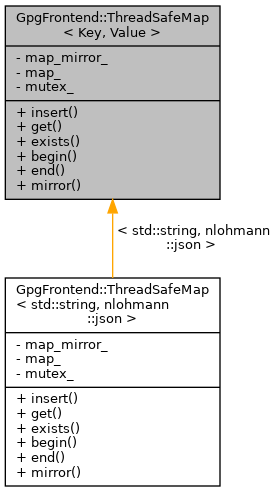 GpgFrontend::ThreadSafeMap
< Key, Value >
- map_mirror_
- map_
- mutex_
+ insert()
+ get()
+ exists()
+ begin()
+ end()
+ mirror()
< std::string, nlohmann
::json >
GpgFrontend::ThreadSafeMap
< std::string, nlohmann
::json >
- map_mirror_
- map_
- mutex_
+ insert()
+ get()
+ exists()
+ begin()
+ end()
+ mirror()